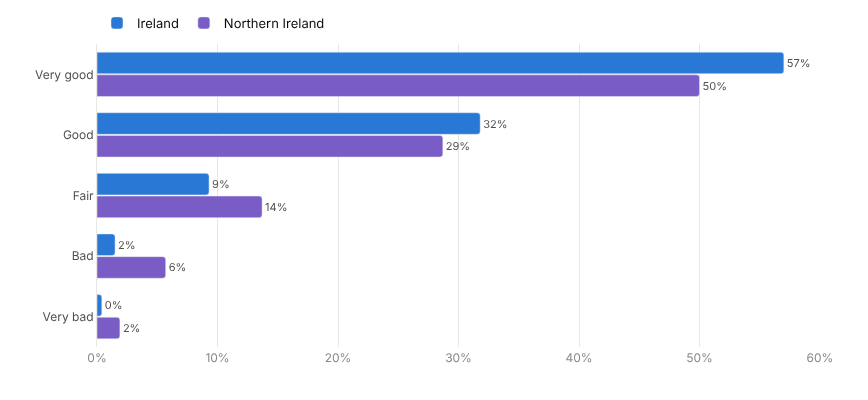 Ireland Northern Ireland
Very good 57%
50%
Good 32%
29%
Fair 9%
14%
Bad 2%
6%
Very bad 0%
2%
0% 10% 20% 30% 40% 50% 60%